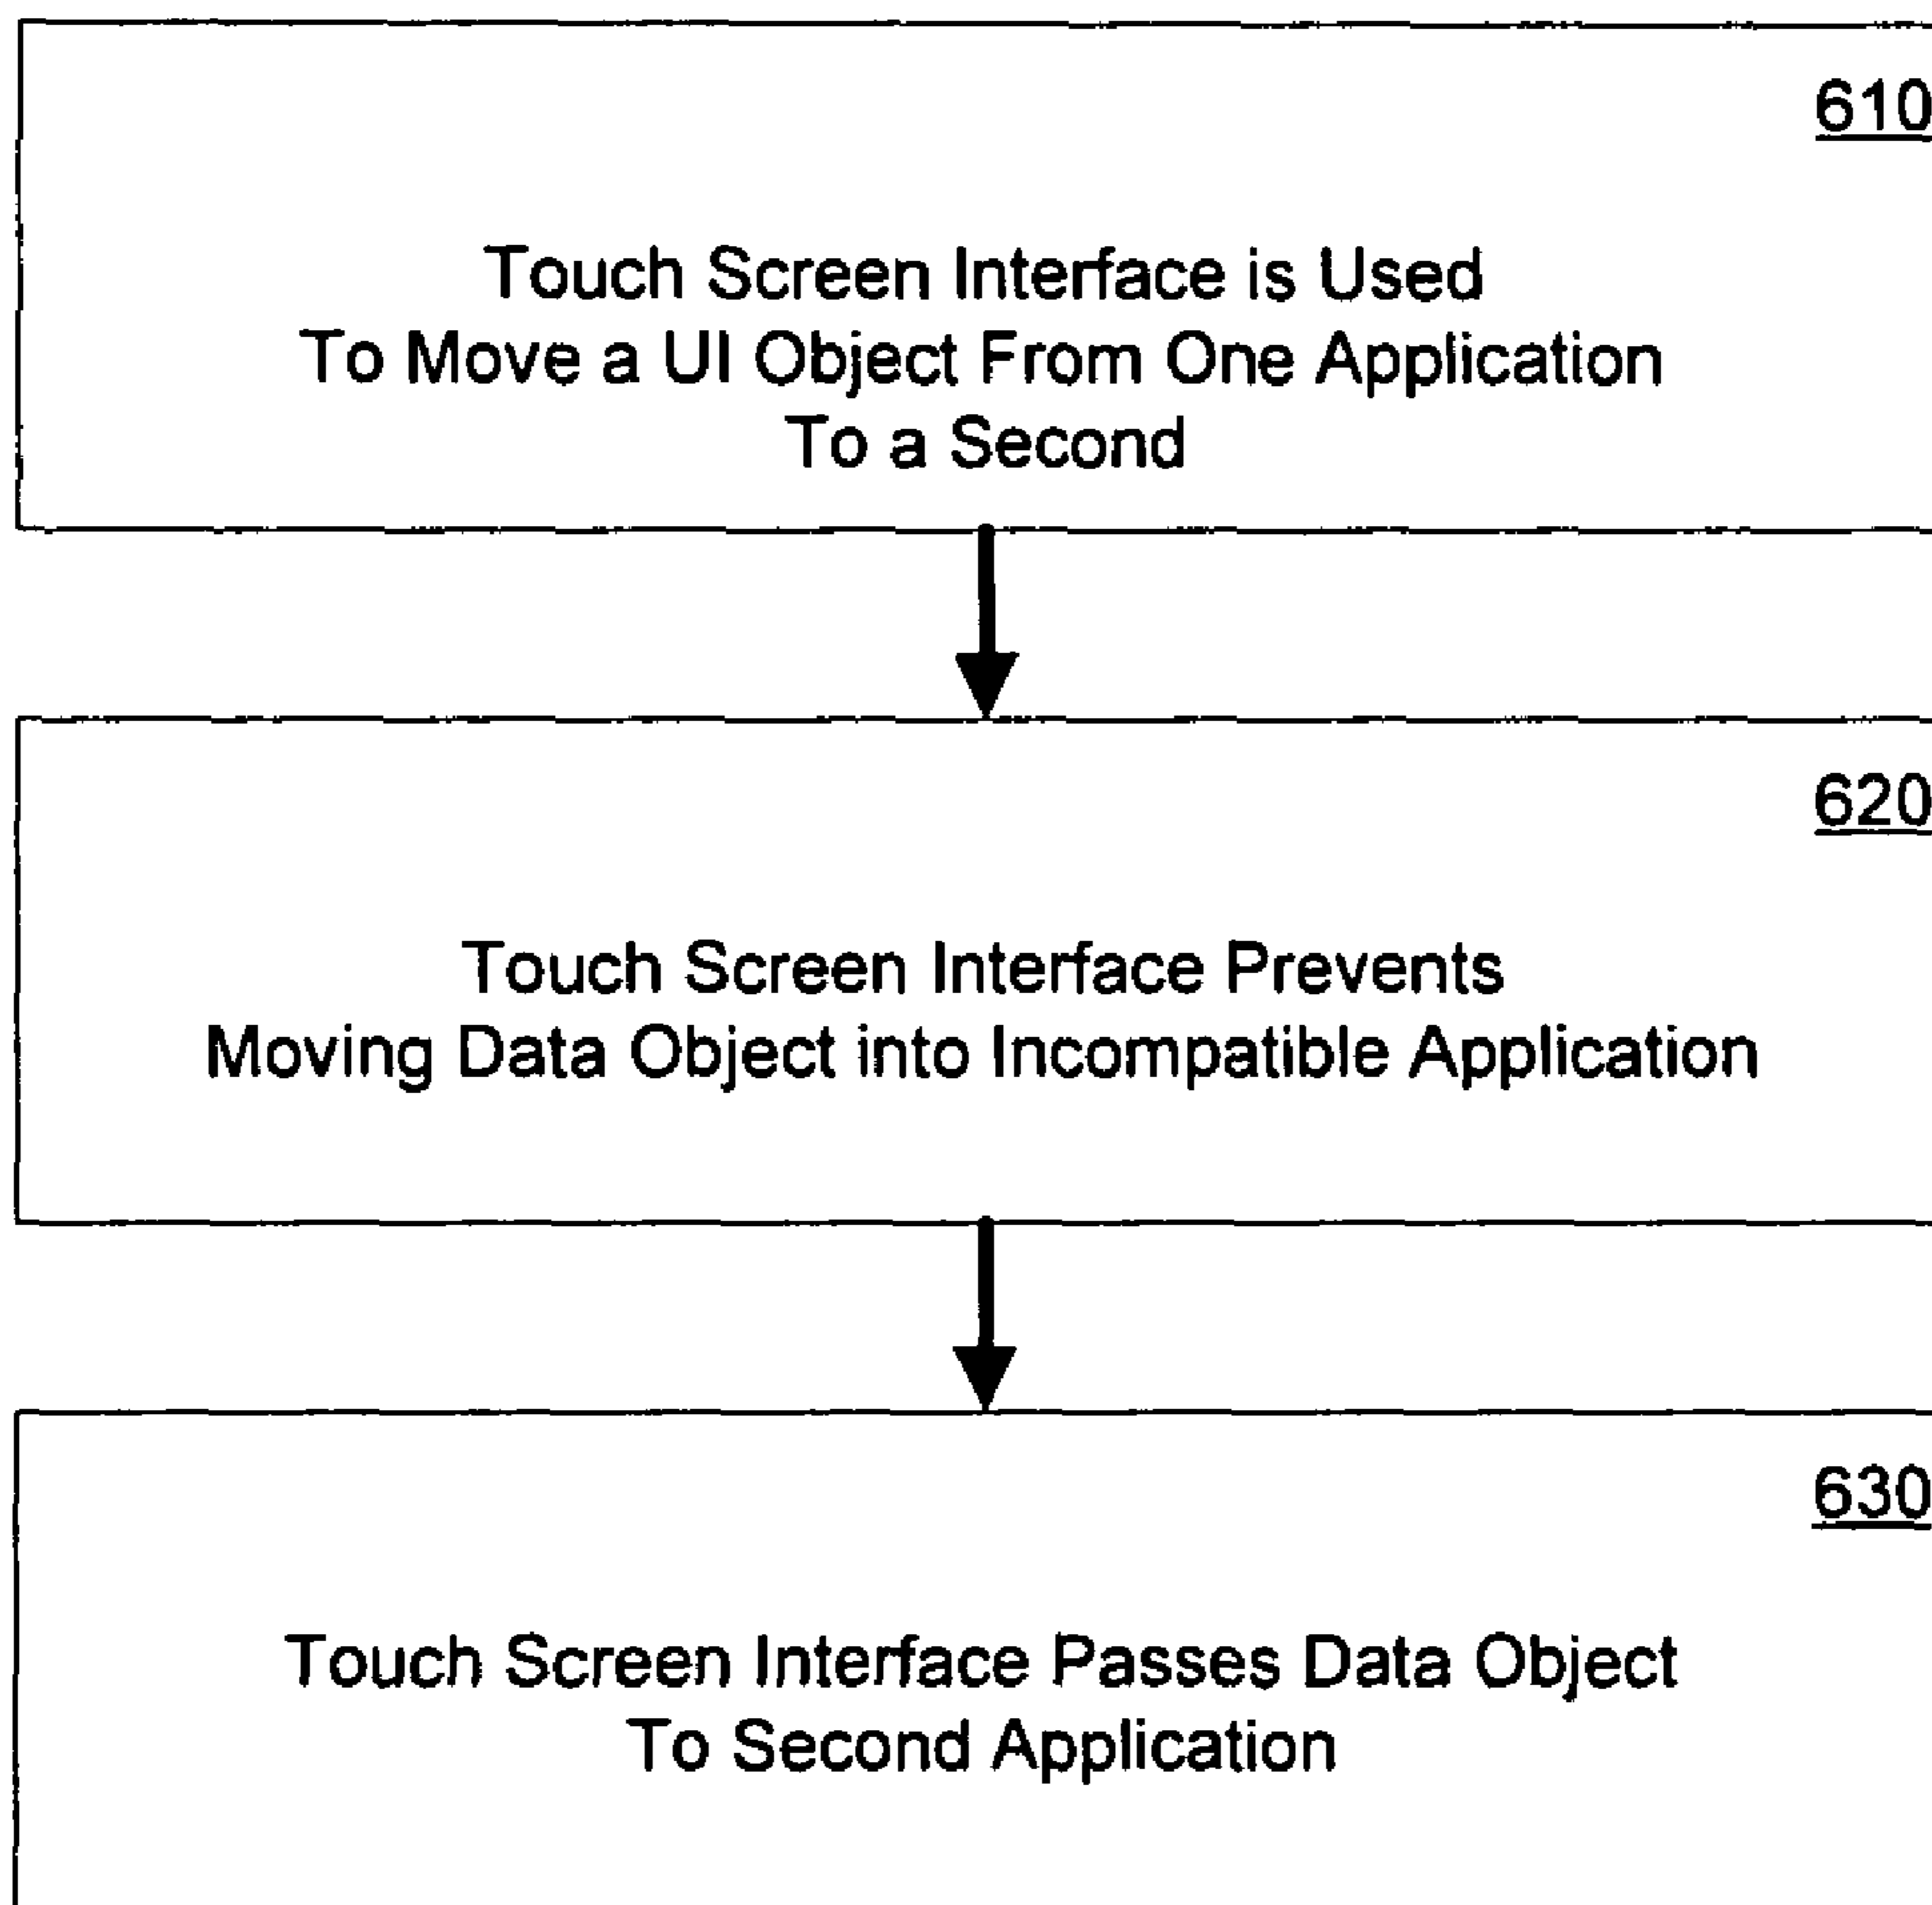 610
Touch Screen Interface is Used
To Move a UI Object From One Application
To a Second
620
Touch Screen Interface Prevents
Moving Data Object into Incompatible Application
630
Touch Screen Interface Passes Data Object
To Second Application